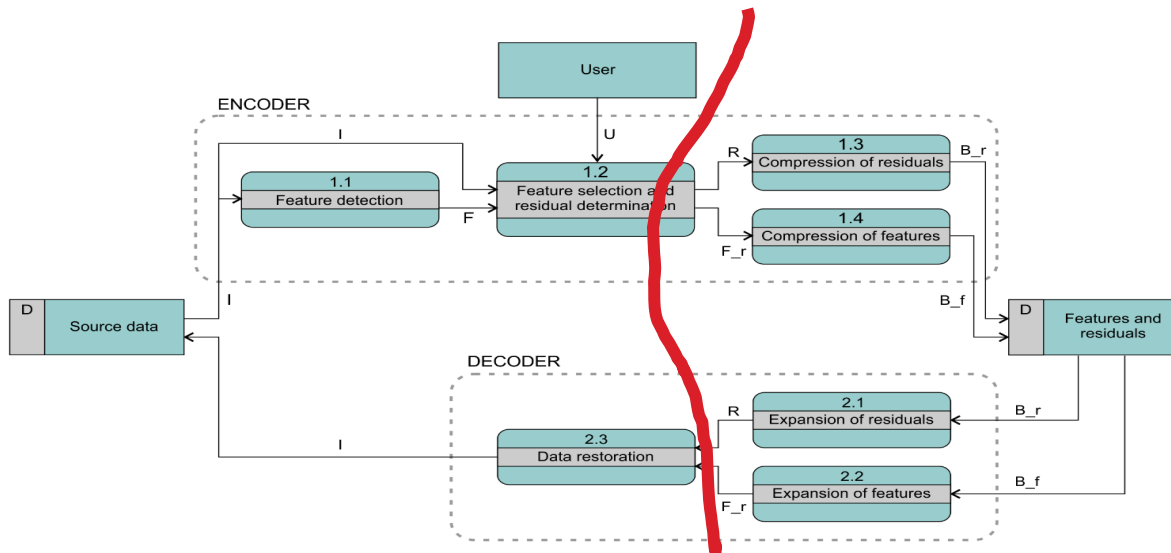 User
ENCODER
I
U
1.1
Feature detection
F
1.2
Feature selection and
residual determination
R
1.3
Compression of residuals
B_r
F_r
1.4
Compression of features
B_f
I
D
Source data
D
Features and
residuals
DECODER
I
2.3
Data restoration
R
2.1
Expansion of residuals
B_r
F_r
2.2
Expansion of features
B_f